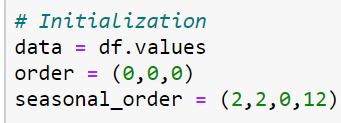 # Initialization
data = df.values
order = (0,0,0)
seasonal_order = (2,2,0,12)